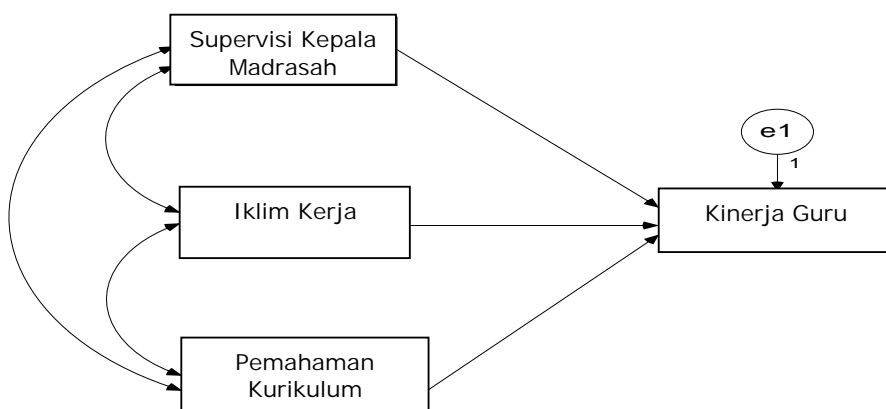 Supervisi Kepala
Madrasah
e1
1
Iklim Kerja
Kinerja Guru
Pemahaman
Kurikulum